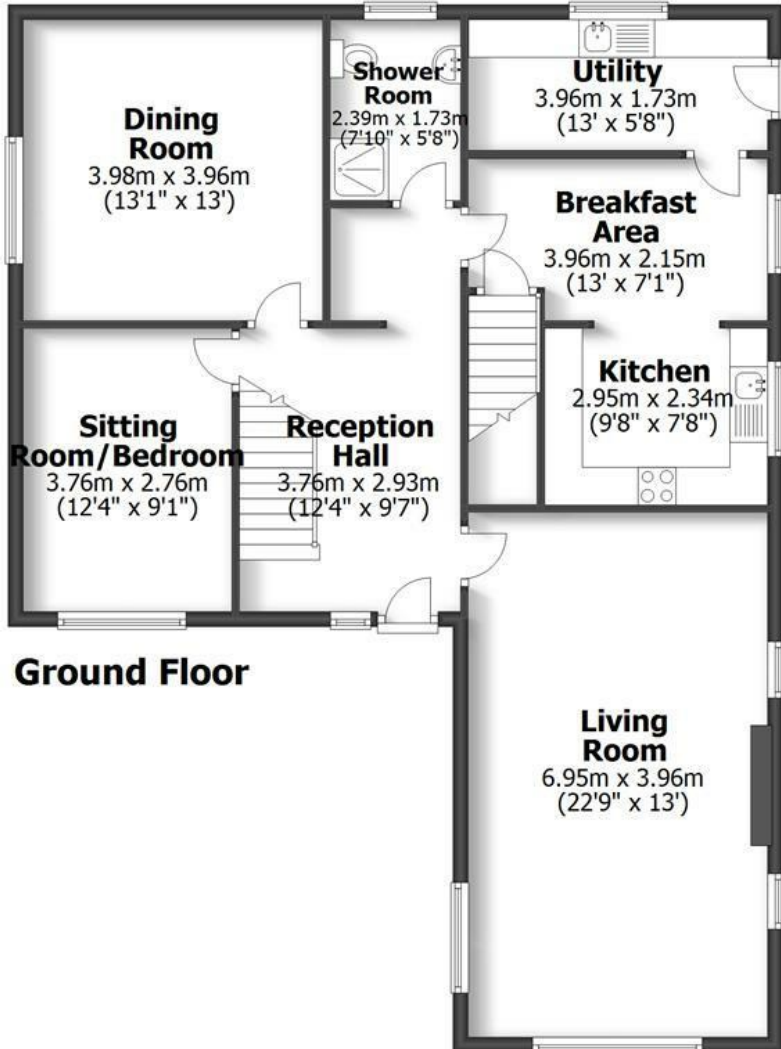 Dining
Room
3.98m x 3.96m
(13'1" x 13')
Shower
Room
2.39m x 1.73m
(7'10" x 5'8")
Utility
3.96m x 1.73m
(13' x 5'8")
Breakfast
Area
3.96m x 2.15m
(13' x 7'1")
Kitchen
2.95m x 2.34m
(9'8" x 7'8")
Sitting
Room/Bedroom
3.76m x 2.76m
(12'4" x 9'1")
Reception
Hall
3.76m x 2.93m
(12'4" x 9'7")
Ground Floor
Living
Room
6.95m x 3.96m
(22'9" x 13')